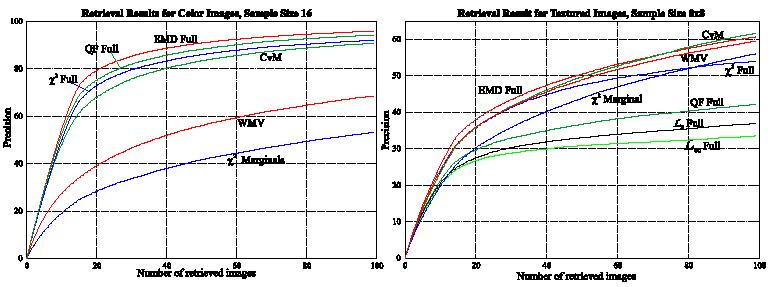 Retrieval Results for Color Images, Sample Size 16
100
80
60
40
20
0
Precision
EMD Full
QF Full
χ² Full
CvM
WMV
χ² Marginals
0 20 40 60 80 100
Number of retrieved images
Retrieval Result for Textured Images, Sample Size 8x8
60
50
40
30
20
10
0
Precision
CvM
WMV
χ² Full
EMD Full
χ² Marginal
QF Full
Full
L∞ Full
0 20 40 60 80 100
Number of retrieved images